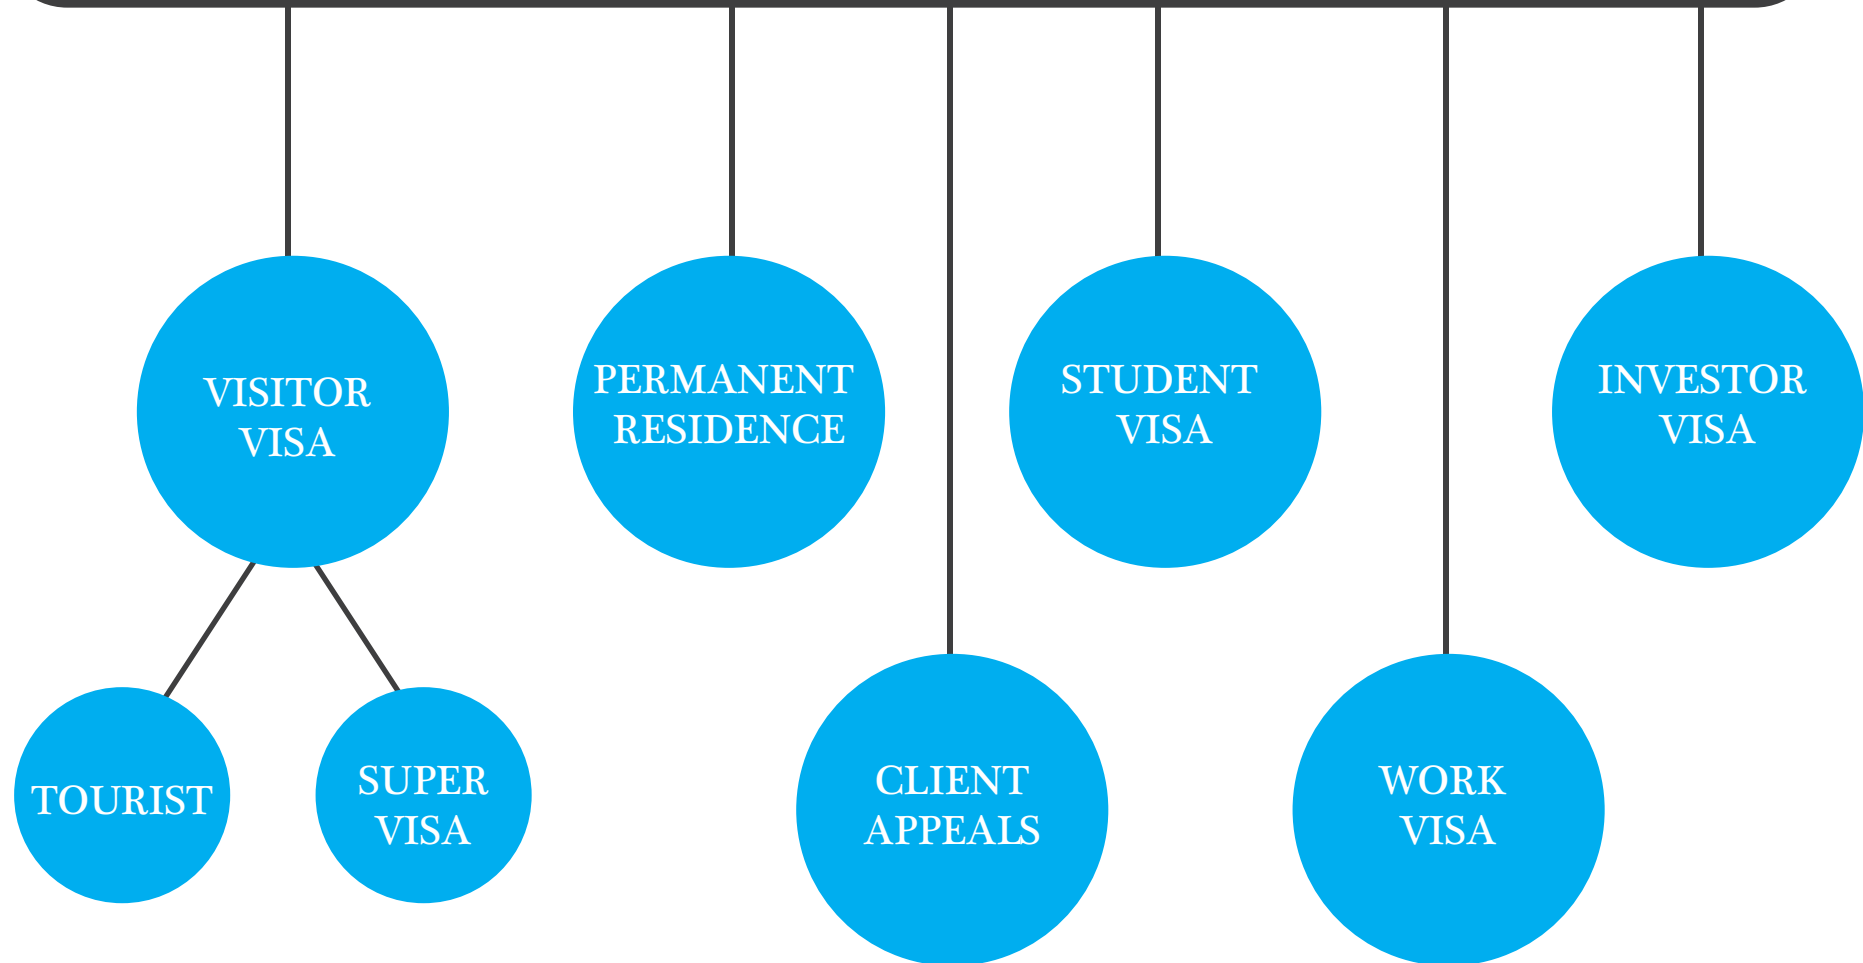 VISITOR
VISA
PERMANENT
RESIDENCE
STUDENT
VISA
INVESTOR
VISA
TOURIST
SUPER
VISA
CLIENT
APPEALS
WORK
VISA